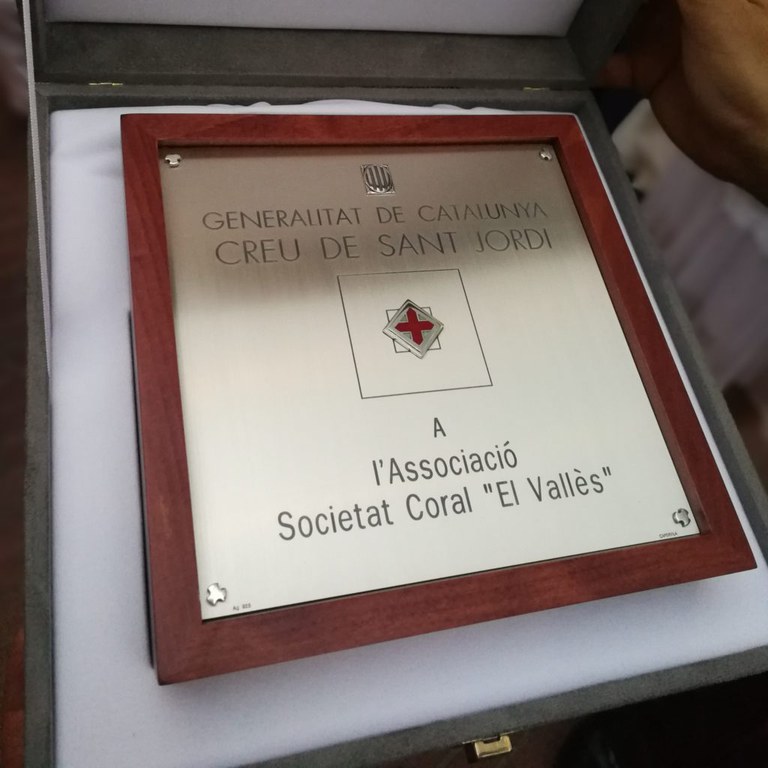 GENERALITAT DE CATALUNYA
CREU DE SANT JORDI
A
l'Associació
Societat Coral "El Vallès"